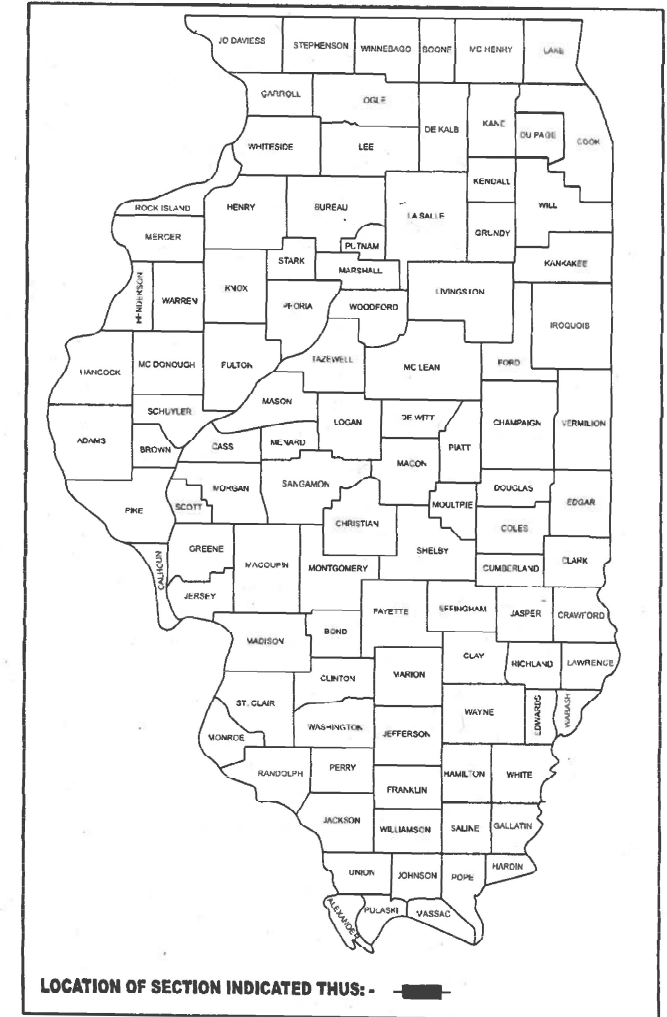 JO DAVIESS STEPHENSON WINNEBAGO BOONE MC HENRY LAKE
CARROLL OGLE DE KALB KANE DU PAGE COOK
WHITESIDE LEE
KENDALL
ROCK ISLAND HENRY BUREAU LA SALLE WILL
MERCER PUTNAM GRUNDY
STARK MARSHALL KANKAKEE
HENDERSON WARREN KNOX PEORIA WOODFORD LIVINGSTON
IROQUOIS
HANCOCK MC DONOUGH FULTON TAZEWELL MC LEAN FORD
MASON
SCHUYLER LOGAN DE WITT CHAMPAIGN VERMILION
ADAMS BROWN CASS MENARD PIATT
MACON
PIKE SCOTT MORGAN SANGAMON MOULTPIE DOUGLAS EDGAR
CHRISTIAN COLES
CALHOUN GREENE MACOUPIN MONTGOMERY SHELBY CUMBERLAND CLARK
JERSEY FAYETTE EFFINGHAM JASPER CRAWFORD
MADISON BOND
CLINTON MARION CLAY RICHLAND LAWRENCE
ST. CLAIR WAYNE EDWARDS WABASH
MONROE WASHINGTON JEFFERSON
RANDOLPH PERRY FRANKLIN HAMILTON WHITE
JACKSON WILLIAMSON SALINE GALLATIN
UNION JOHNSON POPE HARDIN
ALEXANDER PULASKI MASSAC
LOCATION OF SECTION INDICATED THUS: -